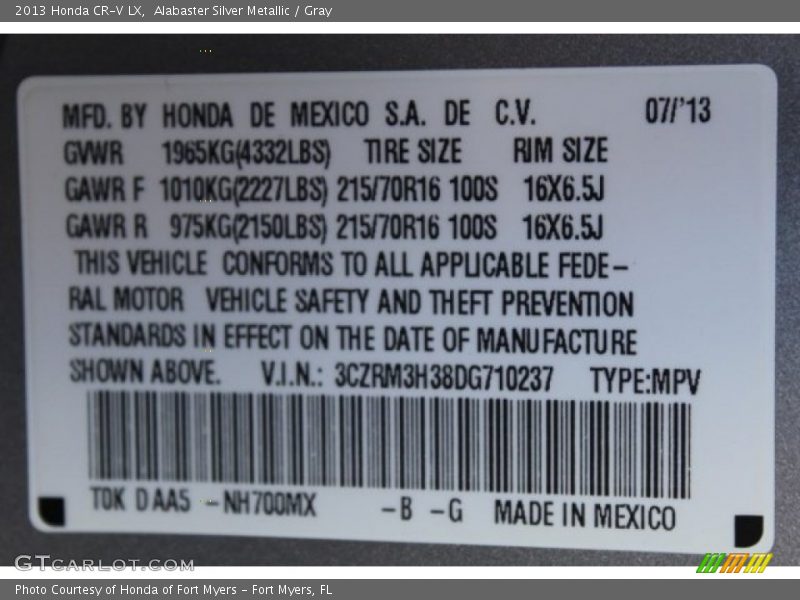 2013 Honda CR-V LX,  Alabaster Silver Metallic / Gray
MFD. BY HONDA DE MEXICO S.A. DE C.V. 07/'13
GVWR 1965KG(4332LBS) TIRE SIZE RIM SIZE
GAWR F 1010KG(2227LBS) 215/70R16 100S 16X6.5J
GAWR R 975KG(2150LBS) 215/70R16 100S 16X6.5J
THIS VEHICLE CONFORMS TO ALL APPLICABLE FEDE-
RAL MOTOR VEHICLE SAFETY AND THEFT PREVENTION
STANDARDS IN EFFECT ON THE DATE OF MANUFACTURE
SHOWN ABOVE. V.I.N.: 3CZRM3H38DG710237 TYPE:MPV
T0K D AA5 -NH700MX -B -G MADE IN MEXICO
GTCARLOT.COM
Photo Courtesy of Honda of Fort Myers - Fort Myers, FL